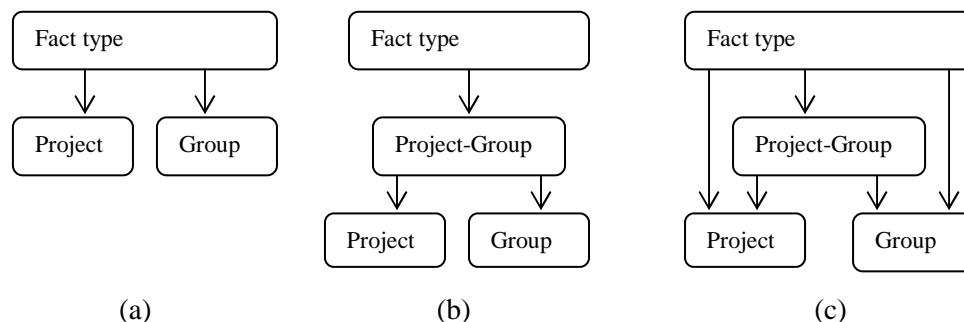 Fact type
Project
Group
(a)
Fact type
Project-Group
Project
Group
(b)
Fact type
Project-Group
Project
Group
(c)